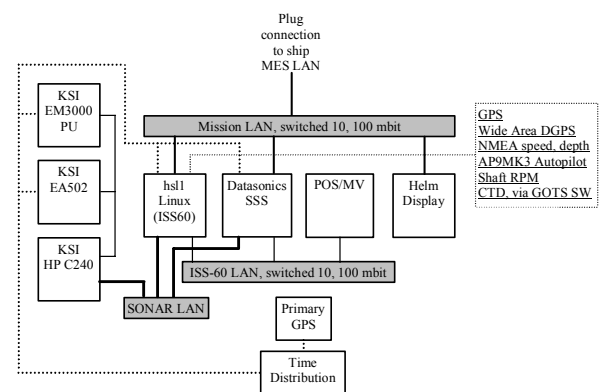 Plug
connection
to ship
MES LAN
KSI
EM3000
PU
Mission LAN, switched 10, 100 mbit
GPS
Wide Area DGPS
NMEA speed, depth
AP9MK3 Autopilot
Shaft RPM
CTD, via GOTS SW
KSI
EA502
hsl1
Linux
(ISS60)
Datasonics
SSS
POS/MV
Helm
Display
KSI
HP C240
ISS-60 LAN, switched 10, 100 mbit
SONAR LAN
Primary
GPS
Time
Distribution